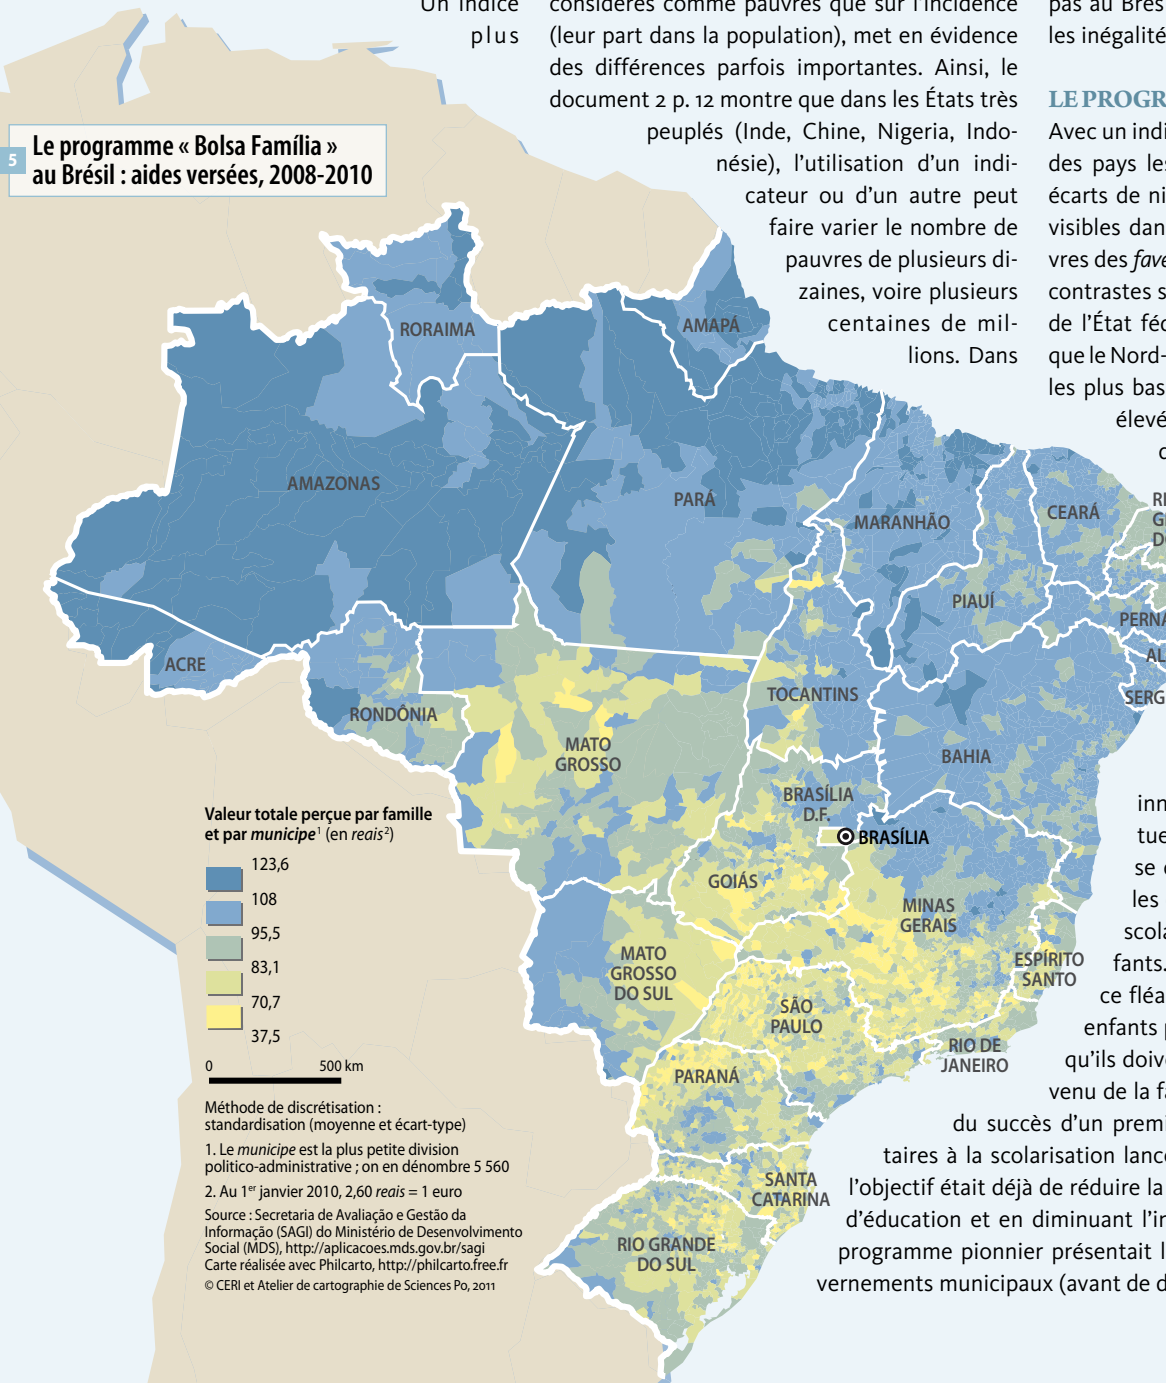 Un indice
plus
considérés comme pauvres que sur l'incidence
(leur part dans la population), met en évidence
des différences parfois importantes. Ainsi, le
document 2 p. 12 montre que dans les États très
peuplés (Inde, Chine, Nigeria, Indo-
nésie), l'utilisation d'un indi-
cateur ou d'un autre peut
faire varier le nombre de
pauvres de plusieurs di-
zaines, voire plusieurs
centaines de mil-
lions. Dans
pas au Brés
les inégalité
LE PROGR
Avec un indi
des pays les
écarts de ni
visibles dan
vres des fave
contrastes s
de l'État féd
que le Nord-
les plus bas
élevé
5
Le programme « Bolsa Família »
au Brésil : aides versées, 2008-2010
RORAIMA
AMAPÁ
AMAZONAS
PARÁ
MARANHÃO
CEARÁ
PIAUÍ
PERNA
AL
SERG
ACRE
RONDÔNIA
TOCANTINS
MATO
GROSSO
BAHIA
BRASÍLIA
D.F.
BRASÍLIA
GOIÁS
MINAS
GERAIS
MATO
GROSSO
DO SUL
ESPÍRITO
SANTO
SÃO
PAULO
RIO DE
JANEIRO
PARANÁ
SANTA
CATARINA
RIO GRANDE
DO SUL
Valeur totale perçue par famille
et par municipe¹ (en reais²)
123,6
108
95,5
83,1
70,7
37,5
0 500 km
Méthode de discrétisation :
standardisation (moyenne et écart-type)
1. Le municipe est la plus petite division
politico-administrative ; on en dénombre 5 560
2. Au 1er janvier 2010, 2,60 reais = 1 euro
Source : Secretaria de Avaliação e Gestão da
Informação (SAGI) do Ministério de Desenvolvimento
Social (MDS), http://aplicacoes.mds.gov.br/sagi
Carte réalisée avec Philcarto, http://philcarto.free.fr
© CERI et Atelier de cartographie de Sciences Po, 2011
inn
tue
se
les
scola
fants.
ce fléa
enfants
qu'ils doive
venu de la fa
du succès d'un premi
taires à la scolarisation lanc
l'objectif était déjà de réduire la
d'éducation et en diminuant l'in
programme pionnier présentait l
vernements municipaux (avant de d